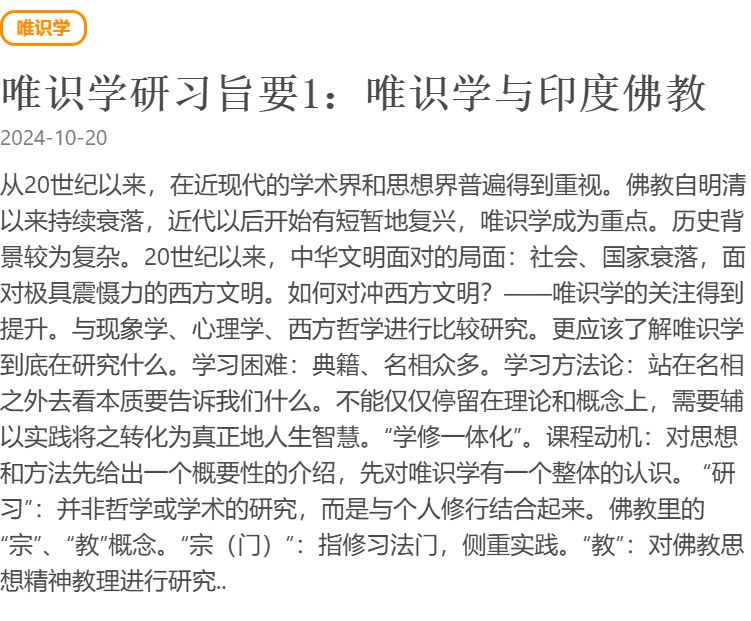 唯识学
唯识学研习旨要1：唯识学与印度佛教
2024-10-20
从20世纪以来，在近现代的学术界和思想界普遍得到重视。佛教自明清
以来持续衰落，近代以后开始有短暂地复兴，唯识学成为重点。历史背
景较为复杂。20世纪以来，中华文明面对的局面：社会、国家衰落，面
对极具震慑力的西方文明。如何对冲西方文明？——唯识学的关注得到
提升。与现象学、心理学、西方哲学进行比较研究。更应该了解唯识学
到底在研究什么。学习困难：典籍、名相众多。学习方法论：站在名相
之外去看本质要告诉我们什么。不能仅仅停留在理论和概念上，需要辅
以实践将之转化为真正地人生智慧。“学修一体化”。课程动机：对思想
和方法先给出一个概要性的介绍，先对唯识学有一个整体的认识。 “研
习”：并非哲学或学术的研究，而是与个人修行结合起来。佛教里的
“宗”、“教”概念。“宗（门）”：指修习法门，侧重实践。“教”：对佛教思
想精神教理进行研究..